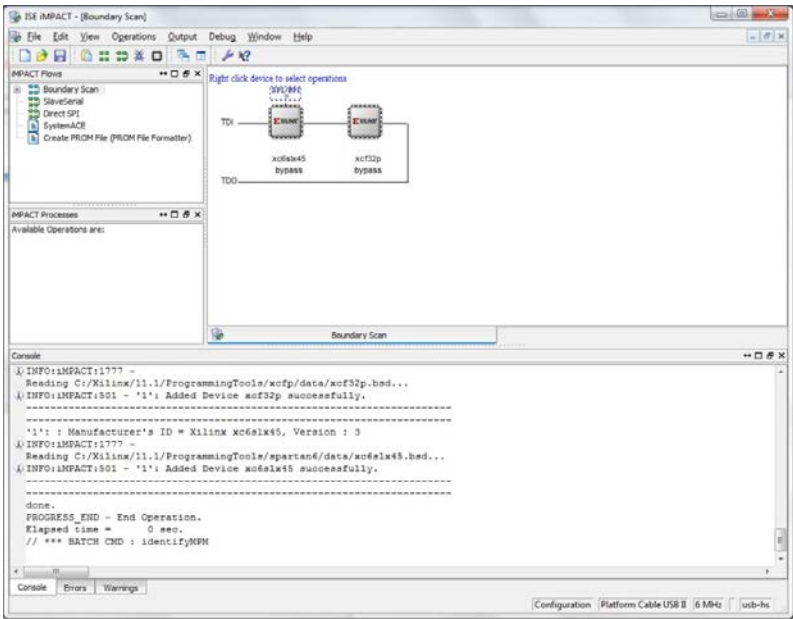 ISE iMPACT - [Boundary Scan]
File Edit View Operations Output Debug Window Help
iMPACT Flows
Boundary Scan
SlaveSerial
Direct SPI
SystemACE
Create PROM File (PROM File Formatter)
iMPACT Processes
Available Operations are:
Right click device to select operations
SPI/BPI
?
TDI
XILINX
XILINX
xc6slx45
xcf32p
bypass
bypass
TDO
Boundary Scan
Console
INFO:iMPACT:1777 -
Reading C:/Xilinx/11.1/ProgrammingTools/xcfp/data/xcf32p.bsd...
INFO:iMPACT:501 - '1': Added Device xcf32p successfully.
----------------------------------------------------------------------
----------------------------------------------------------------------
'1': : Manufacturer's ID = Xilinx xc6slx45, Version : 3
INFO:iMPACT:1777 -
Reading C:/Xilinx/11.1/ProgrammingTools/spartan6/data/xc6slx45.bsd...
INFO:iMPACT:501 - '1': Added Device xc6slx45 successfully.
----------------------------------------------------------------------
----------------------------------------------------------------------
done.
PROGRESS_END - End Operation.
Elapsed time =      0 sec.
// *** BATCH CMD : identifyMPM
Console Errors Warnings
Configuration Platform Cable USB II 6 MHz usb-hs